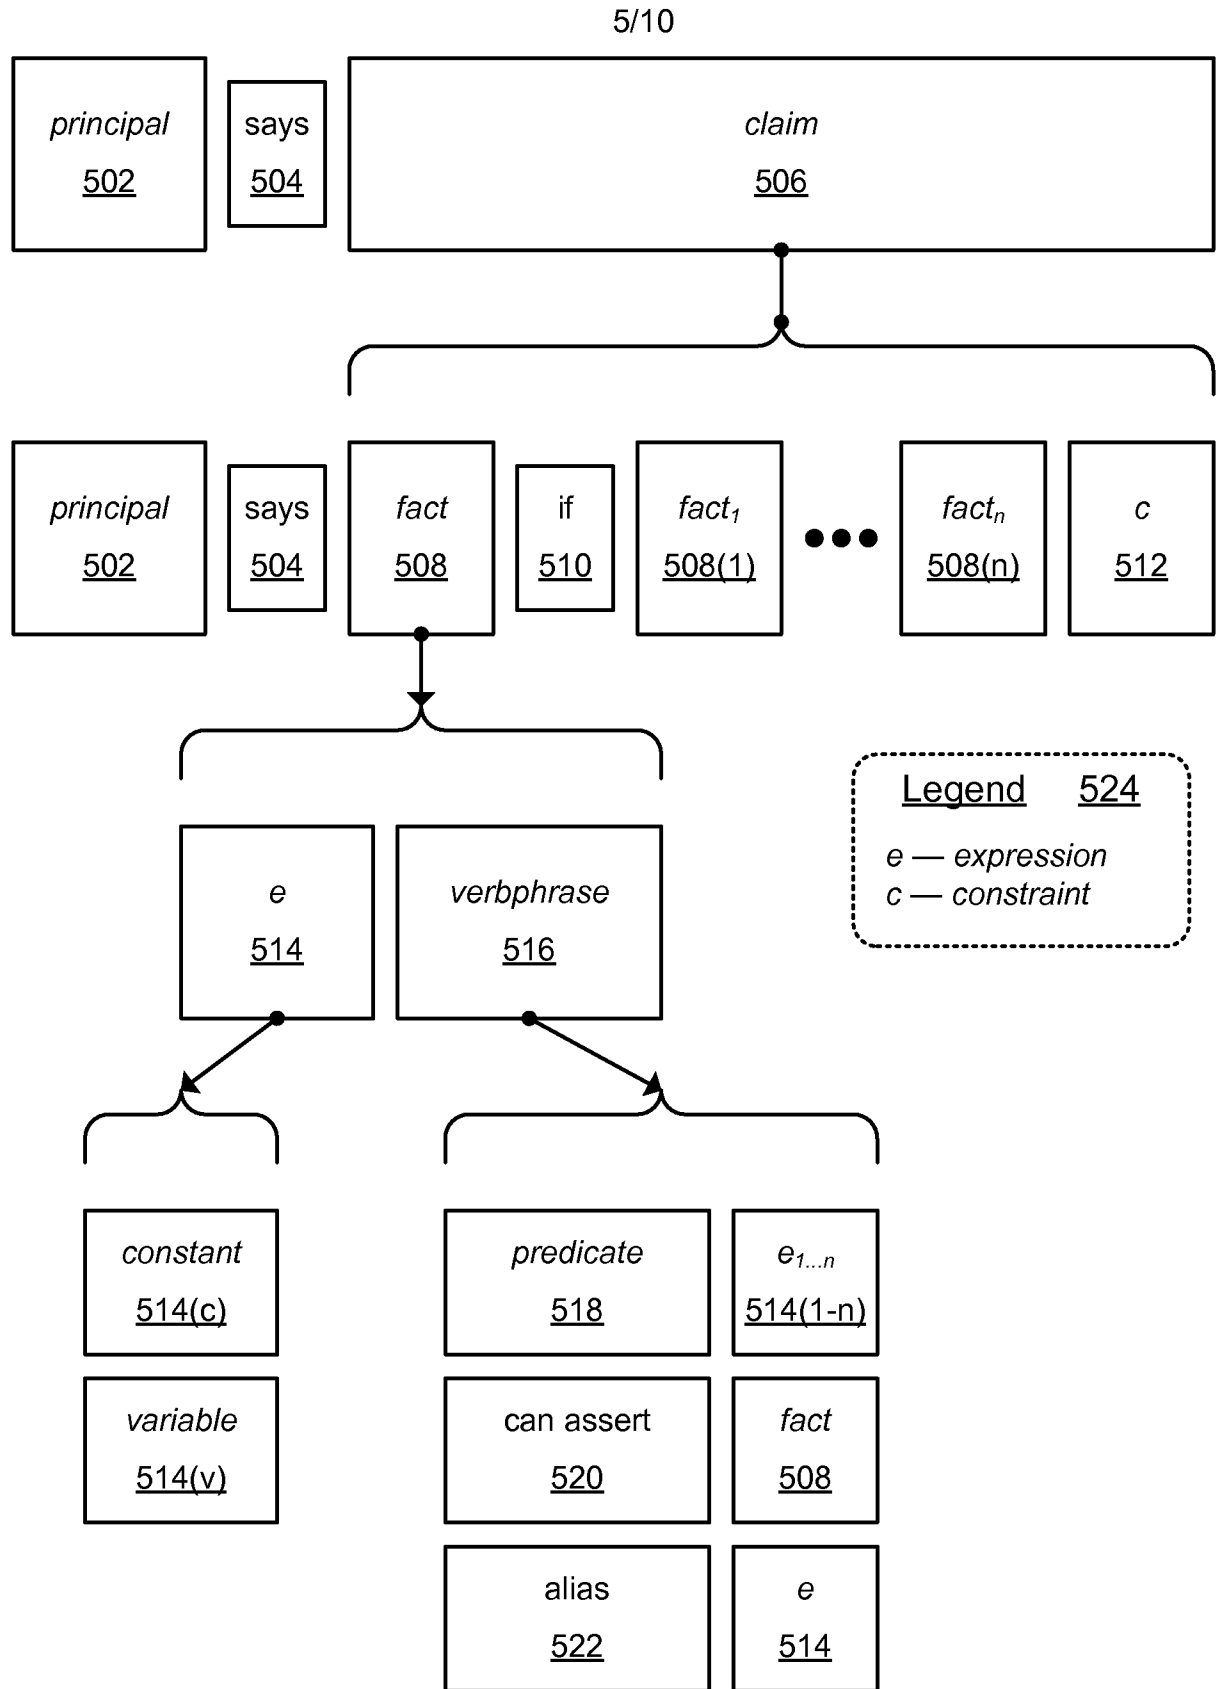 5/10
principal says claim
502 504 506
principal says fact if fact₁ factₙ c
502 504 508 510 508(1) 508(n) 512
Legend 524
e — expression
c — constraint
e verbphrase
514 516
constant predicate e₁...ₙ
514(c) 518 514(1-n)
variable can assert fact
514(v) 520 508
alias e
522 514